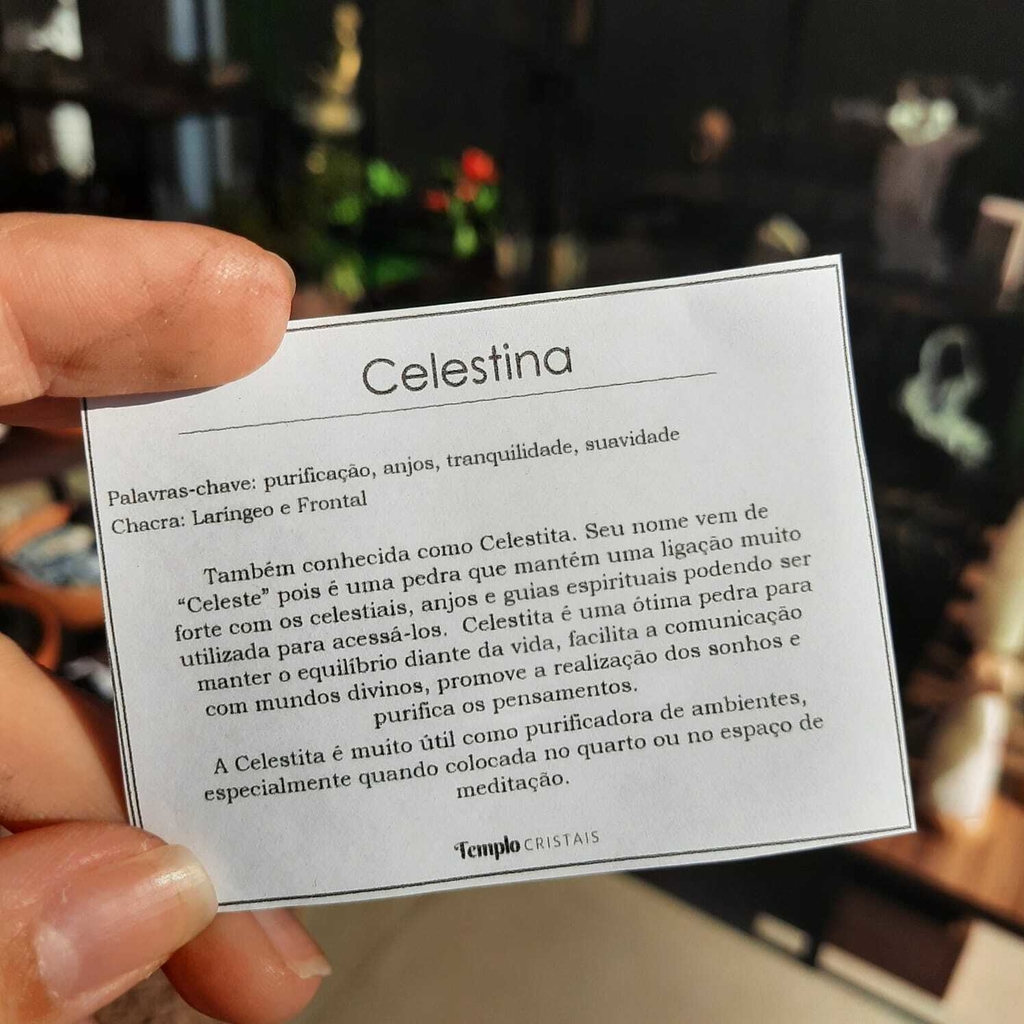 Celestina
Palavras-chave: purificação, anjos, tranquilidade, suavidade
Chacra: Laríngeo e Frontal
Também conhecida como Celestita. Seu nome vem de
“Celeste” pois é uma pedra que mantém uma ligação muito
forte com os celestiais, anjos e guias espirituais podendo ser
utilizada para acessá-los. Celestita é uma ótima pedra para
manter o equilíbrio diante da vida, facilita a comunicação
com mundos divinos, promove a realização dos sonhos e
purifica os pensamentos.
A Celestita é muito útil como purificadora de ambientes,
especialmente quando colocada no quarto ou no espaço de
meditação.
Templo CRISTAIS